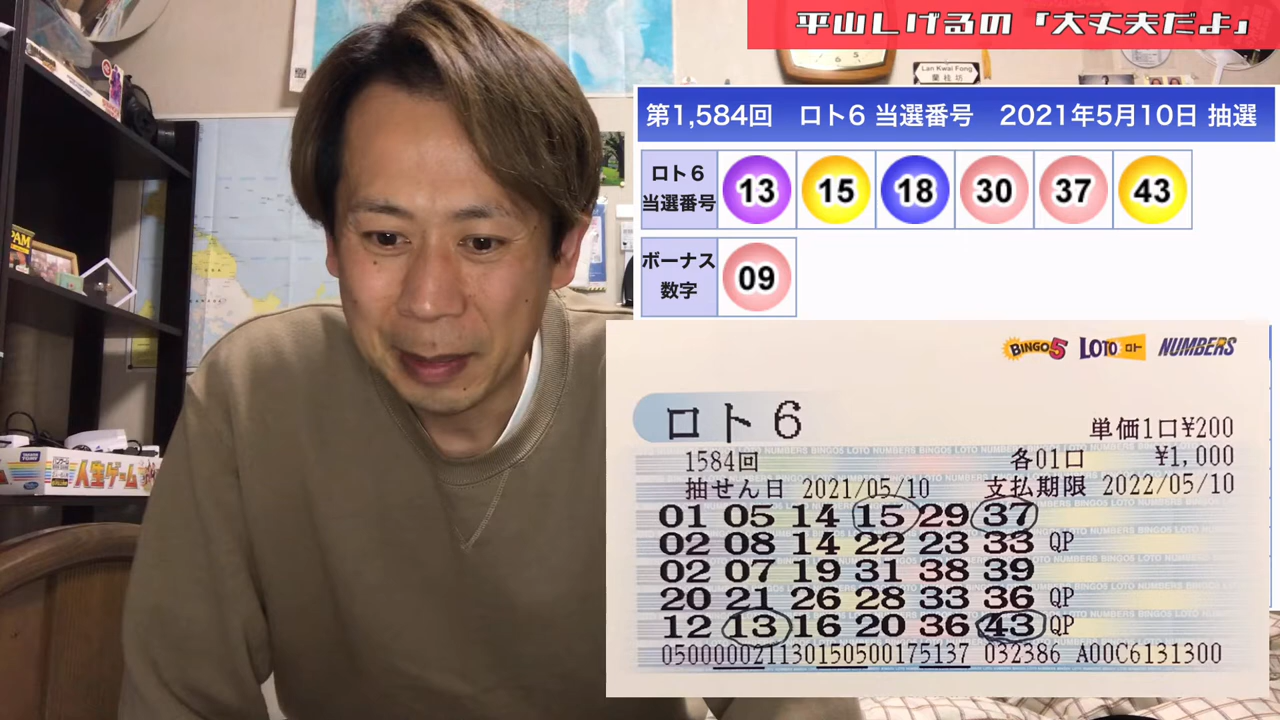 平山しげるの「大丈夫だよ」
Lan Kwai Fong
蘭桂坊
第1,584回 ロト6 当選番号 2021年5月10日 抽選
ロト6
当選番号 13 15 18 30 37 43
ボーナス
数字 09
BINGO5 LOTO ロト NUMBERS
ロト6
単価1口¥200
1584回 各01口 ¥1,000
抽せん日 2021/05/10 支払期限 2022/05/10
01 05 14 15 29 37
02 08 14 22 23 33 QP
02 07 19 31 38 39
20 21 26 28 33 36 QP
12 13 16 20 36 43 QP
05000002113015050017 5137 032386 A00C6131300
人生ゲーム